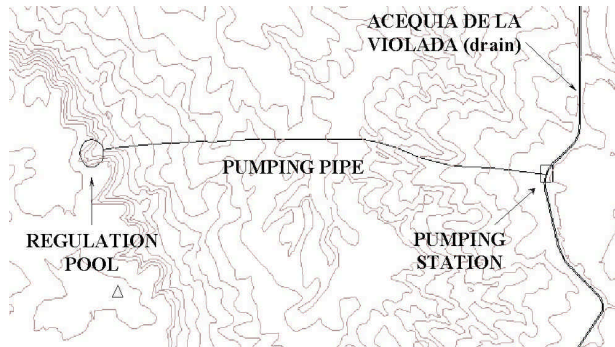 ACEQUIA DE LA
VIOLADA (drain)
PUMPING PIPE
REGULATION
POOL
PUMPING
STATION